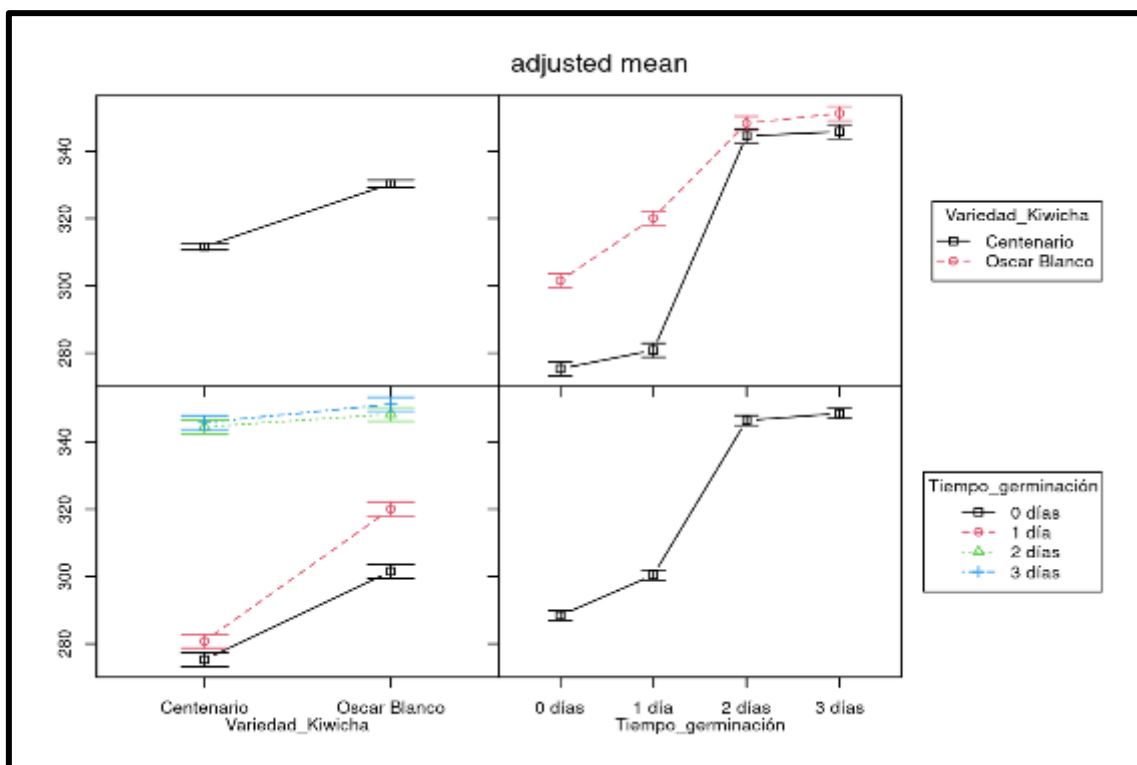 adjusted mean
340
320
300
280
Variedad_Kiwicha
Centenario
Oscar Blanco
340
320
300
280
Tiempo_germinación
0 días
1 día
2 días
3 días
Centenario Oscar Blanco
Variedad_Kiwicha
0 días 1 día 2 días 3 días
Tiempo_germinación